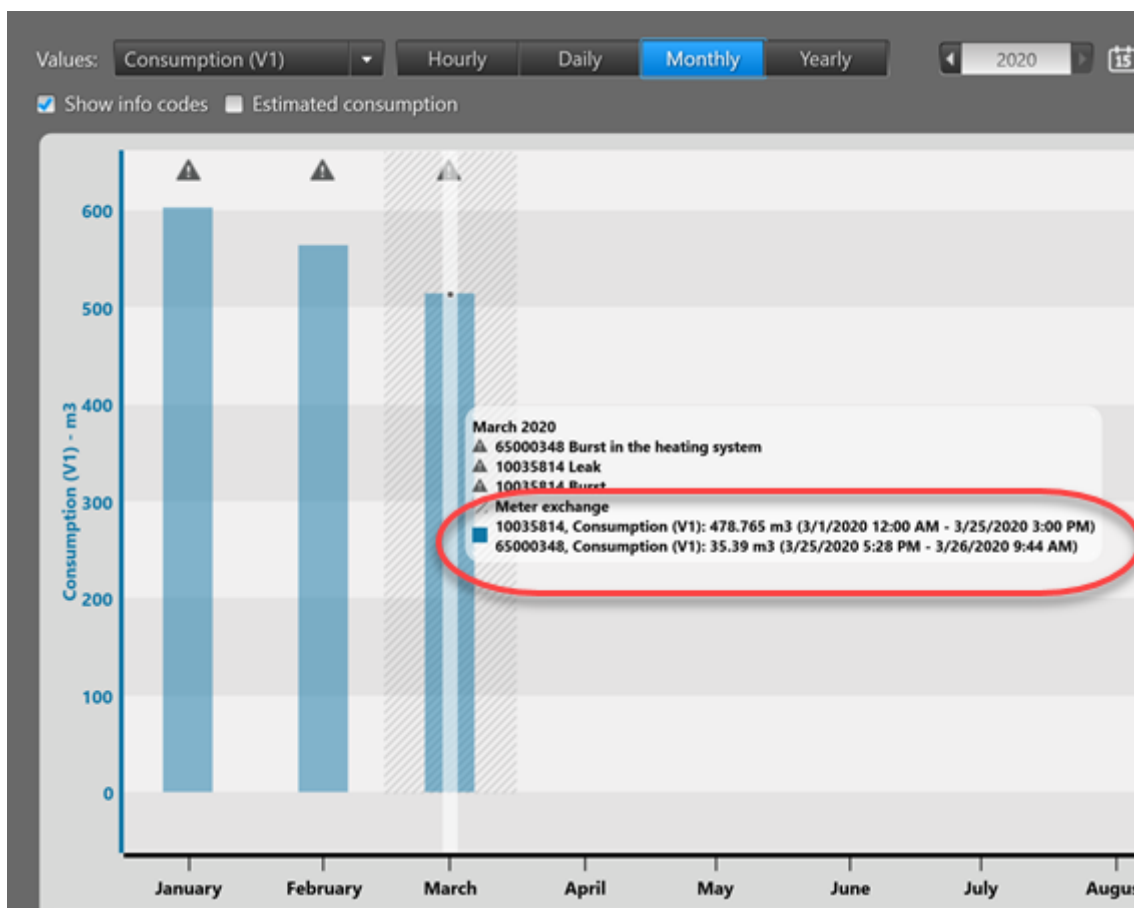 Values: Consumption (V1) Hourly Daily Monthly Yearly 2020 15
Show info codes Estimated consumption
600
500
400
300
200
100
0
Consumption (V1) - m3
March 2020
65000348 Burst in the heating system
10035814 Leak
10035814 Burst
Meter exchange
10035814, Consumption (V1): 478.765 m3 (3/1/2020 12:00 AM - 3/25/2020 3:00 PM)
65000348, Consumption (V1): 35.39 m3 (3/25/2020 5:28 PM - 3/26/2020 9:44 AM)
January February March April May June July Augus